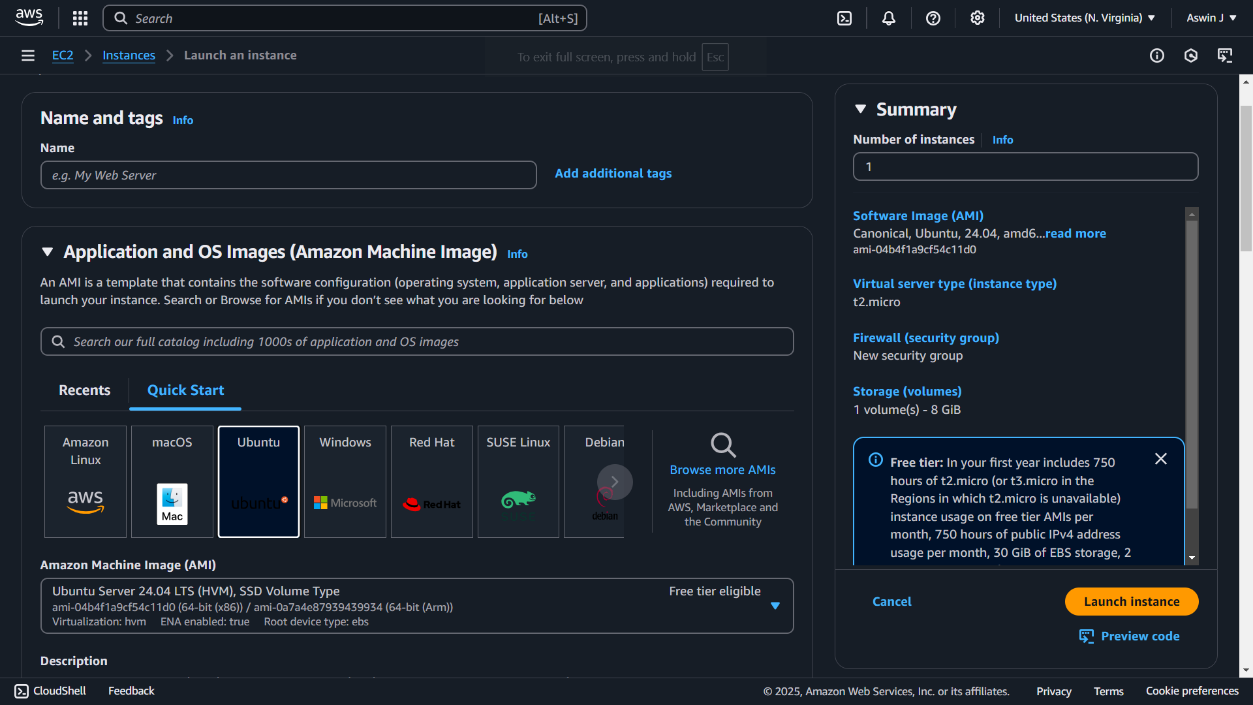 aws
Search
[Alt+S]
United States (N. Virginia)
Aswin J
EC2
Instances
Launch an instance
To exit full screen, press and hold Esc
Name and tags Info
Name
e.g. My Web Server
Add additional tags
Application and OS Images (Amazon Machine Image) Info
An AMI is a template that contains the software configuration (operating system, application server, and applications) required to
launch your instance. Search or Browse for AMIs if you don't see what you are looking for below
Search our full catalog including 1000s of application and OS images
Recents
Quick Start
Amazon
Linux
aws
macOS
Mac
Ubuntu
ubuntu
Windows
Microsoft
Red Hat
Red Hat
SUSE Linux
Debian
debian
Browse more AMIs
Including AMIs from
AWS, Marketplace and
the Community
Amazon Machine Image (AMI)
Ubuntu Server 24.04 LTS (HVM), SSD Volume Type
Free tier eligible
ami-04b4f1a9cf54c11d0 (64-bit (x86)) / ami-0a7a4e87939439934 (64-bit (Arm))
Virtualization: hvm ENA enabled: true Root device type: ebs
Description
Summary
Number of instances Info
1
Software Image (AMI)
Canonical, Ubuntu, 24.04, amd6...read more
ami-04b4f1a9cf54c11d0
Virtual server type (instance type)
t2.micro
Firewall (security group)
New security group
Storage (volumes)
1 volume(s) - 8 GiB
Free tier: In your first year includes 750
hours of t2.micro (or t3.micro in the
Regions in which t2.micro is unavailable)
instance usage on free tier AMIs per
month, 750 hours of public IPv4 address
usage per month, 30 GiB of EBS storage, 2
Cancel
Launch instance
Preview code
CloudShell
Feedback
© 2025, Amazon Web Services, Inc. or its affiliates.
Privacy
Terms
Cookie preferences